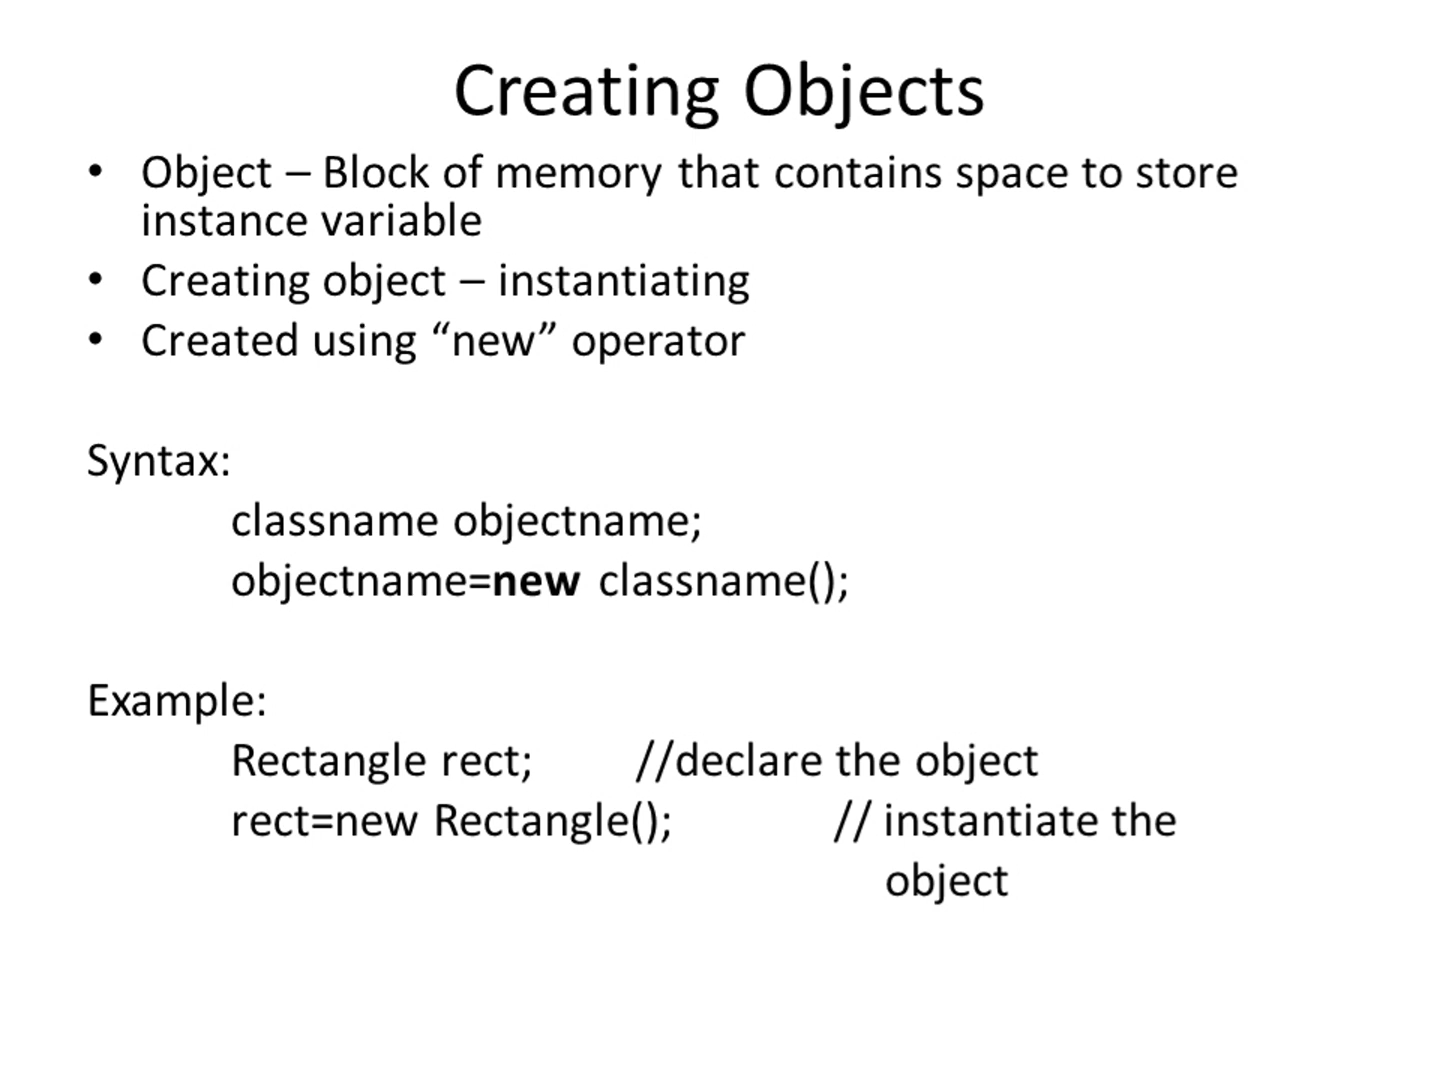 Creating Objects
• Object – Block of memory that contains space to store
instance variable
• Creating object – instantiating
• Created using “new” operator
Syntax:
classname objectname;
objectname=new classname();
Example:
Rectangle rect; //declare the object
rect=new Rectangle(); // instantiate the
object